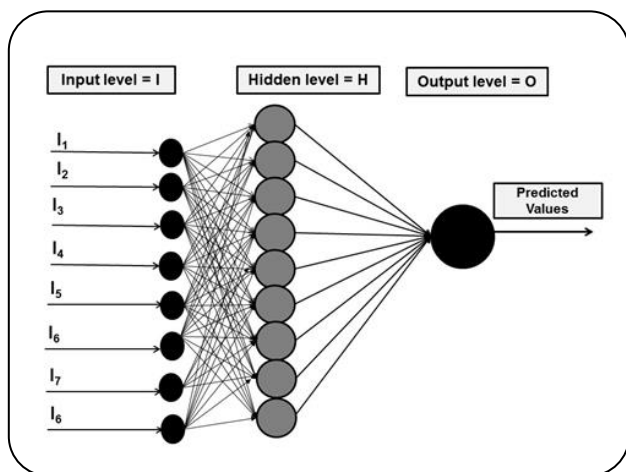 Input level = I
Hidden level = H
Output level = O
I1
I2
I3
I4
I5
I6
I7
I6
Predicted
Values